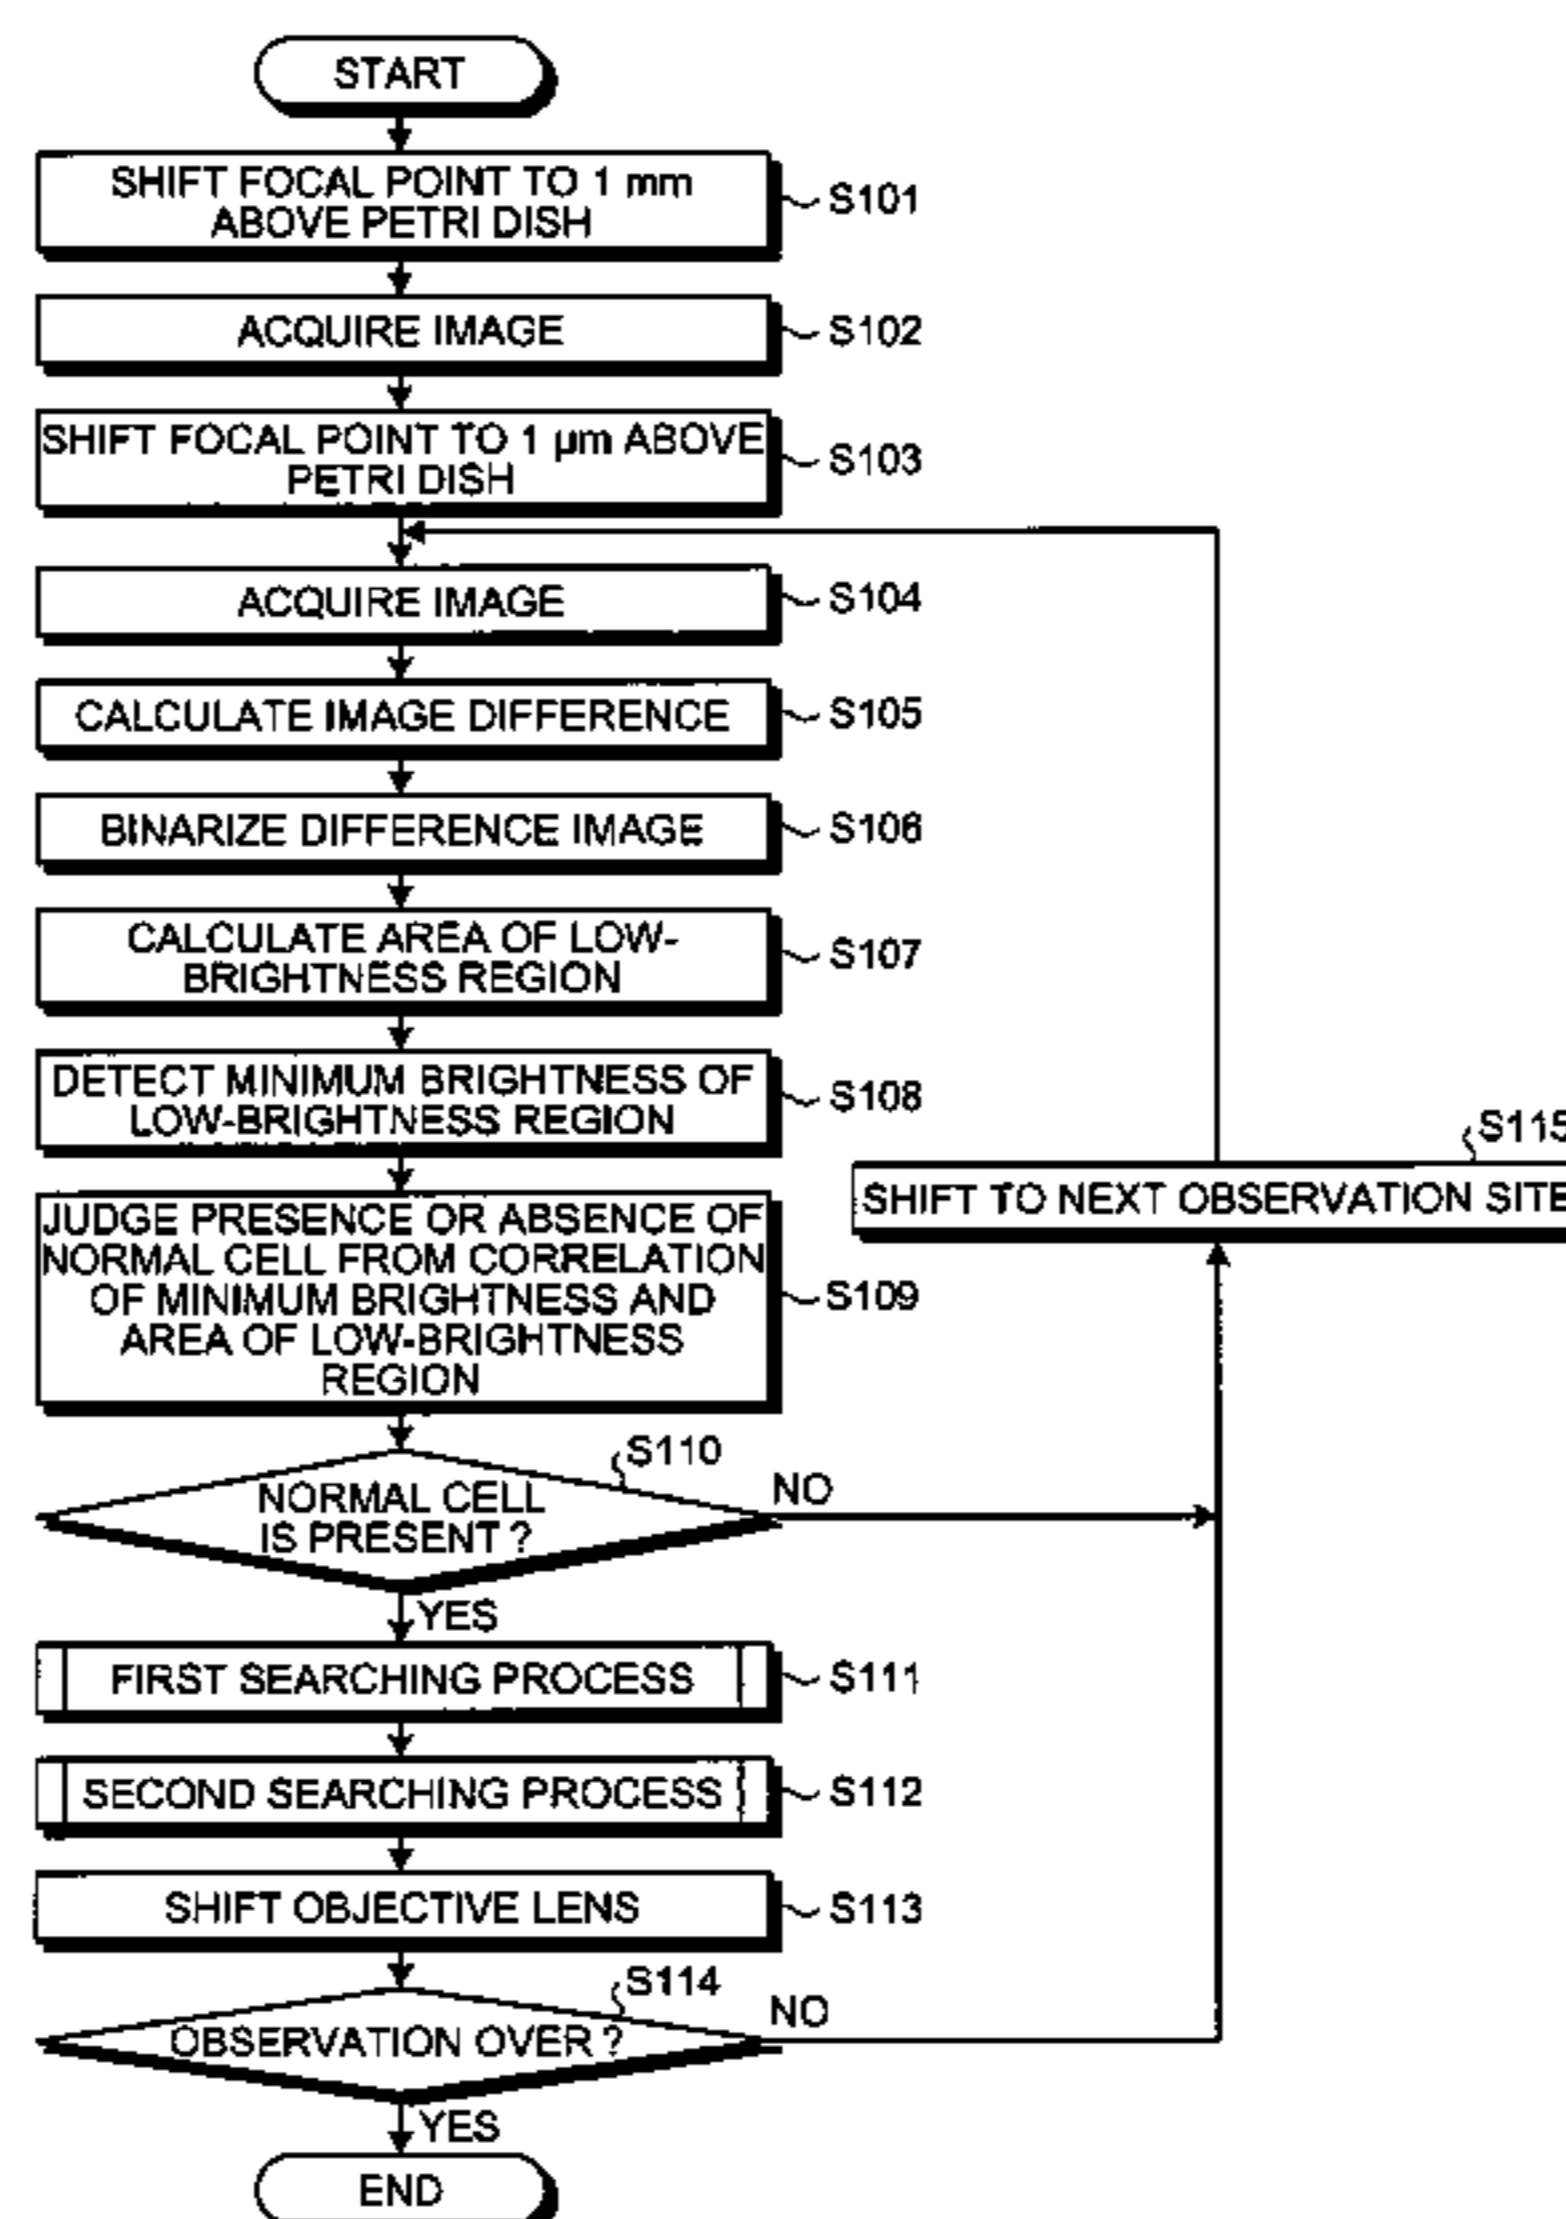 START
SHIFT FOCAL POINT TO 1 mm
ABOVE PETRI DISH
S101
ACQUIRE IMAGE
S102
SHIFT FOCAL POINT TO 1 µm ABOVE
PETRI DISH
S103
ACQUIRE IMAGE
S104
CALCULATE IMAGE DIFFERENCE
S105
BINARIZE DIFFERENCE IMAGE
S106
CALCULATE AREA OF LOW-
BRIGHTNESS REGION
S107
DETECT MINIMUM BRIGHTNESS OF
LOW-BRIGHTNESS REGION
S108
S115
SHIFT TO NEXT OBSERVATION SITE
JUDGE PRESENCE OR ABSENCE OF
NORMAL CELL FROM CORRELATION
OF MINIMUM BRIGHTNESS AND
AREA OF LOW-BRIGHTNESS
REGION
S109
S110
NORMAL CELL
IS PRESENT ?
NO
YES
FIRST SEARCHING PROCESS
S111
SECOND SEARCHING PROCESS
S112
SHIFT OBJECTIVE LENS
S113
S114
OBSERVATION OVER ?
NO
YES
END